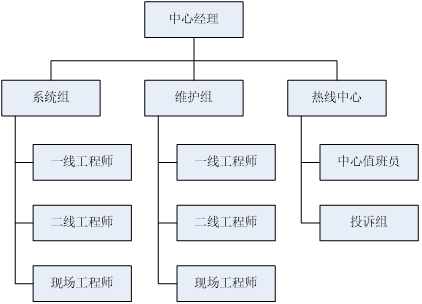 中心经理
系统组
维护组
热线中心
一线工程师
一线工程师
中心值班员
二线工程师
二线工程师
投诉组
现场工程师
现场工程师